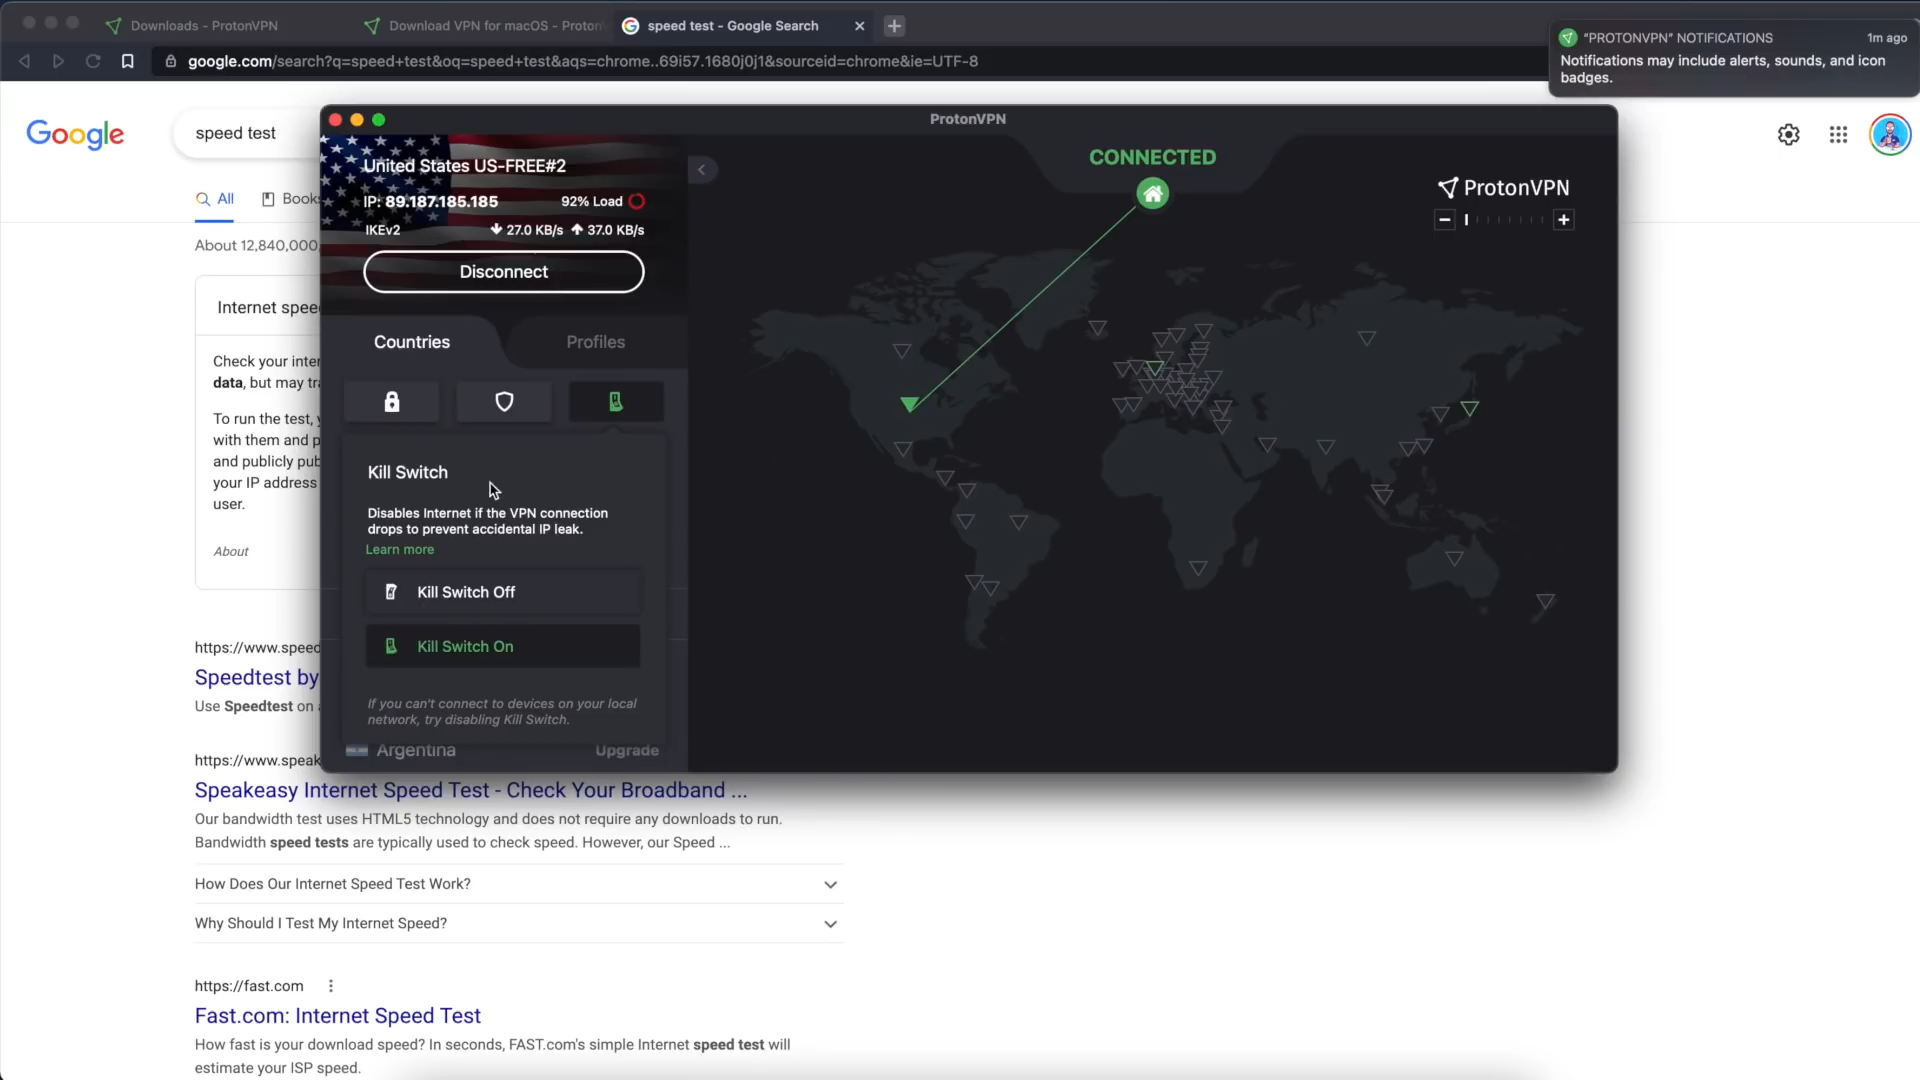 Downloads - ProtonVPN
Download VPN for macOS - Proton
speed test - Google Search
google.com/search?q=speed+test&oq=speed+test&aqs=chrome..69i57.1680j0j1&sourceid=chrome&ie=UTF-8
"PROTONVPN" NOTIFICATIONS
1m ago
Notifications may include alerts, sounds, and icon
badges.
Google
speed test
All
Books
About 12,840,000
Internet spee
Check your inter
data, but may tra
To run the test, y
with them and p
and publicly pub
your IP address
user.
About
https://www.speed
Speedtest by
Use Speedtest on a
https://www.speak
Speakeasy Internet Speed Test - Check Your Broadband ...
Our bandwidth test uses HTML5 technology and does not require any downloads to run.
Bandwidth speed tests are typically used to check speed. However, our Speed ...
How Does Our Internet Speed Test Work?
Why Should I Test My Internet Speed?
https://fast.com
Fast.com: Internet Speed Test
How fast is your download speed? In seconds, FAST.com's simple Internet speed test will
estimate your ISP speed.
ProtonVPN
United States US-FREE#2
IP: 89.187.185.185
92% Load
IKEv2
27.0 KB/s
37.0 KB/s
Disconnect
Countries
Profiles
Kill Switch
Disables Internet if the VPN connection
drops to prevent accidental IP leak.
Learn more
Kill Switch Off
Kill Switch On
If you can't connect to devices on your local
network, try disabling Kill Switch.
Argentina
Upgrade
CONNECTED
ProtonVPN